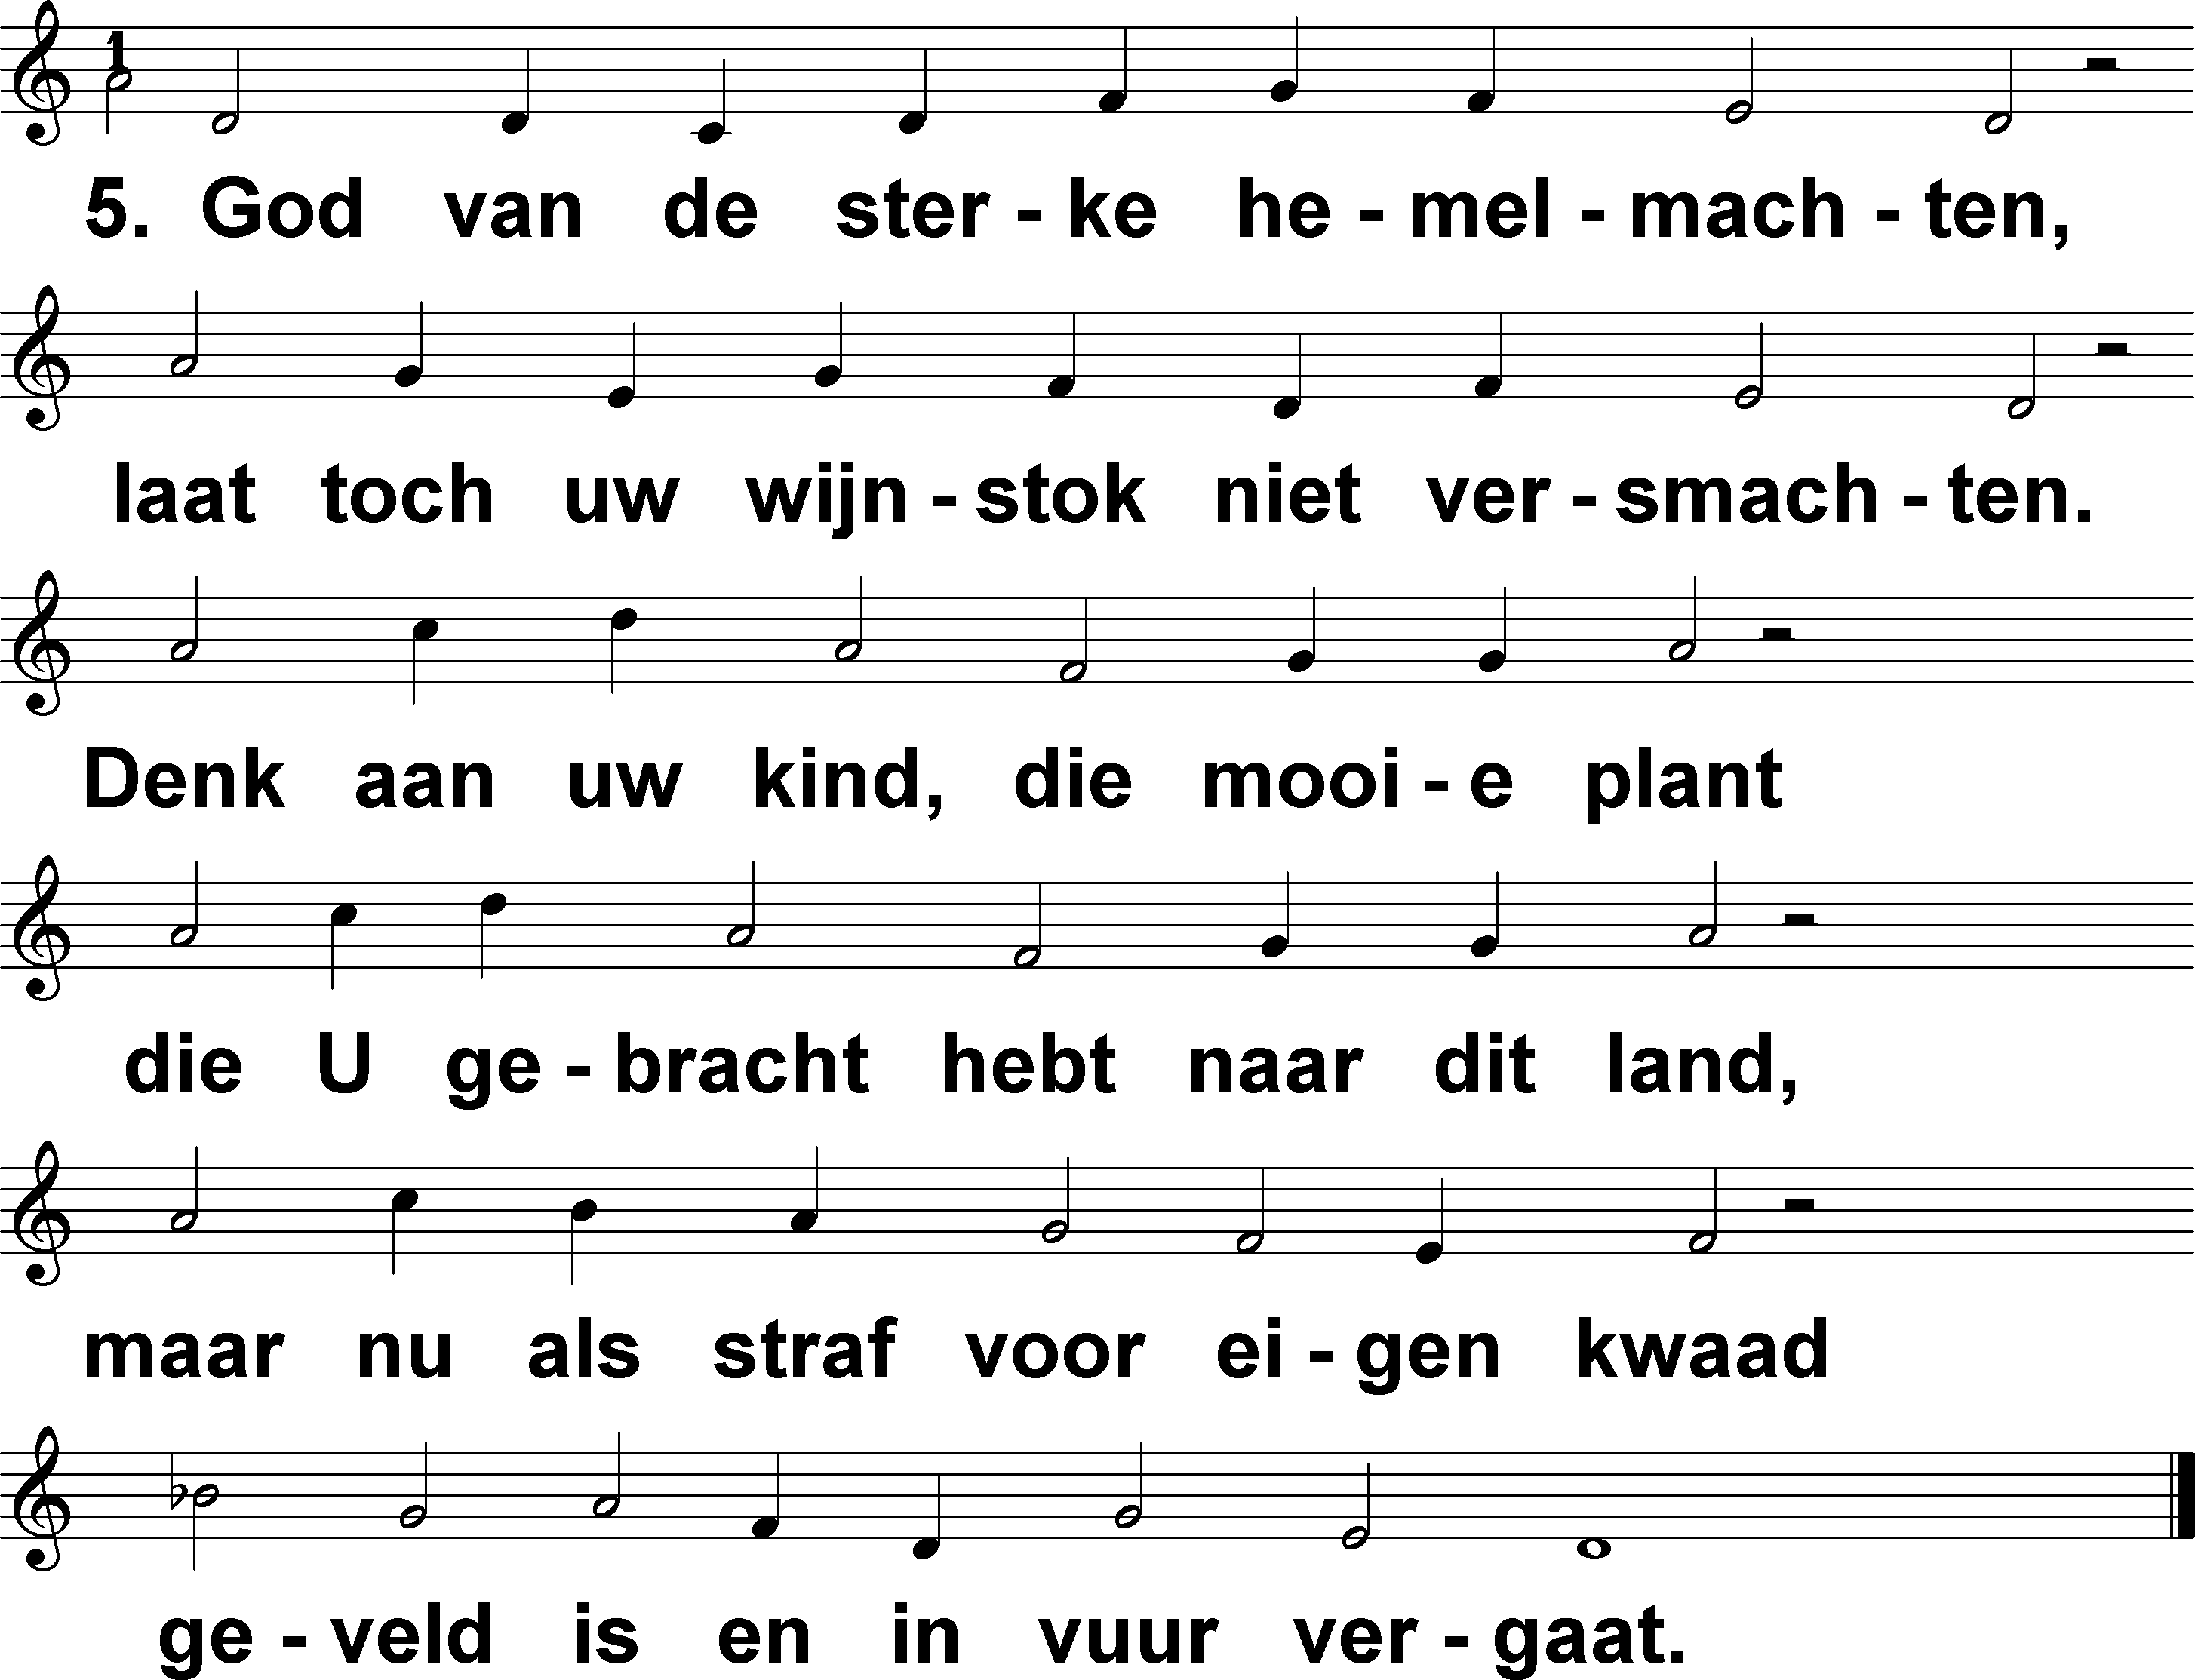 1
5. God van de ster - ke he - mel - mach - ten,
laat toch uw wijn - stok niet ver - smach - ten.
Denk aan uw kind, die mooi - e plant
die U ge - bracht hebt naar dit land,
maar nu als straf voor ei - gen kwaad
ge - veld is en in vuur ver - gaat.